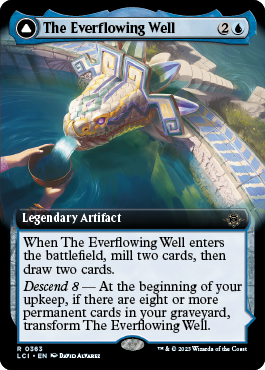 The Everflowing Well 2
Legendary Artifact
When The Everflowing Well enters
the battlefield, mill two cards, then
draw two cards.
Descend 8 — At the beginning of your
upkeep, if there are eight or more
permanent cards in your graveyard,
transform The Everflowing Well.
R 0363
LCI • EN DAVID ALVAREZ
™ & © 2023 Wizards of the Coast